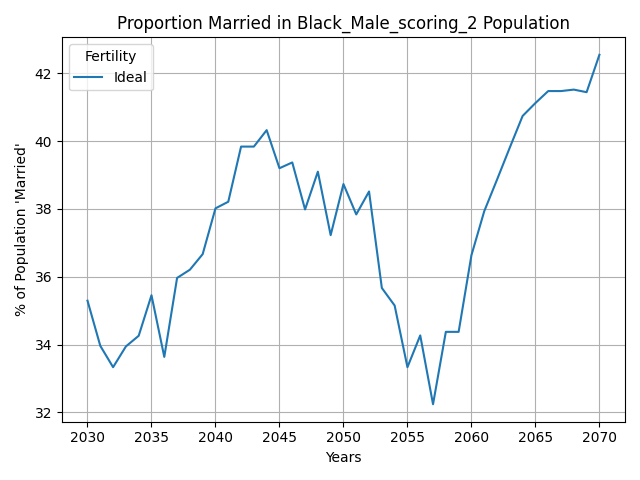 Proportion Married in Black_Male_scoring_2 Population
Fertility
Ideal
% of Population 'Married'
42
40
38
36
34
32
2030 2035 2040 2045 2050 2055 2060 2065 2070
Years